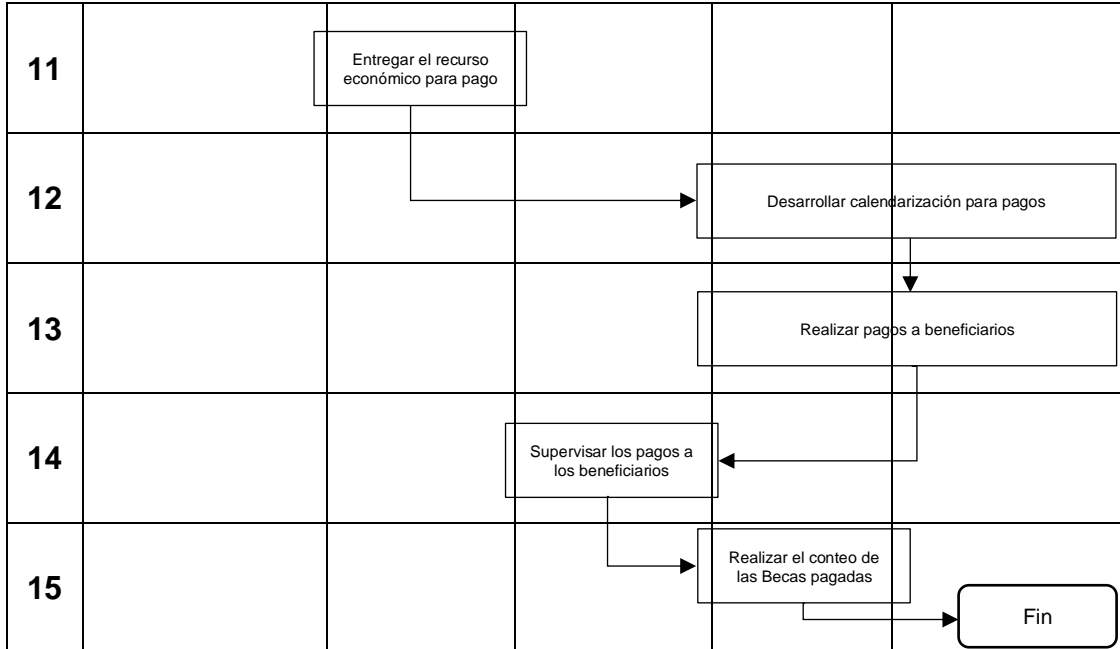 11
Entregar el recurso
económico para pago
12
Desarrollar calendarización para pagos
13
Realizar pagos a beneficiarios
14
Supervisar los pagos a
los beneficiarios
15
Realizar el conteo de
las Becas pagadas
Fin